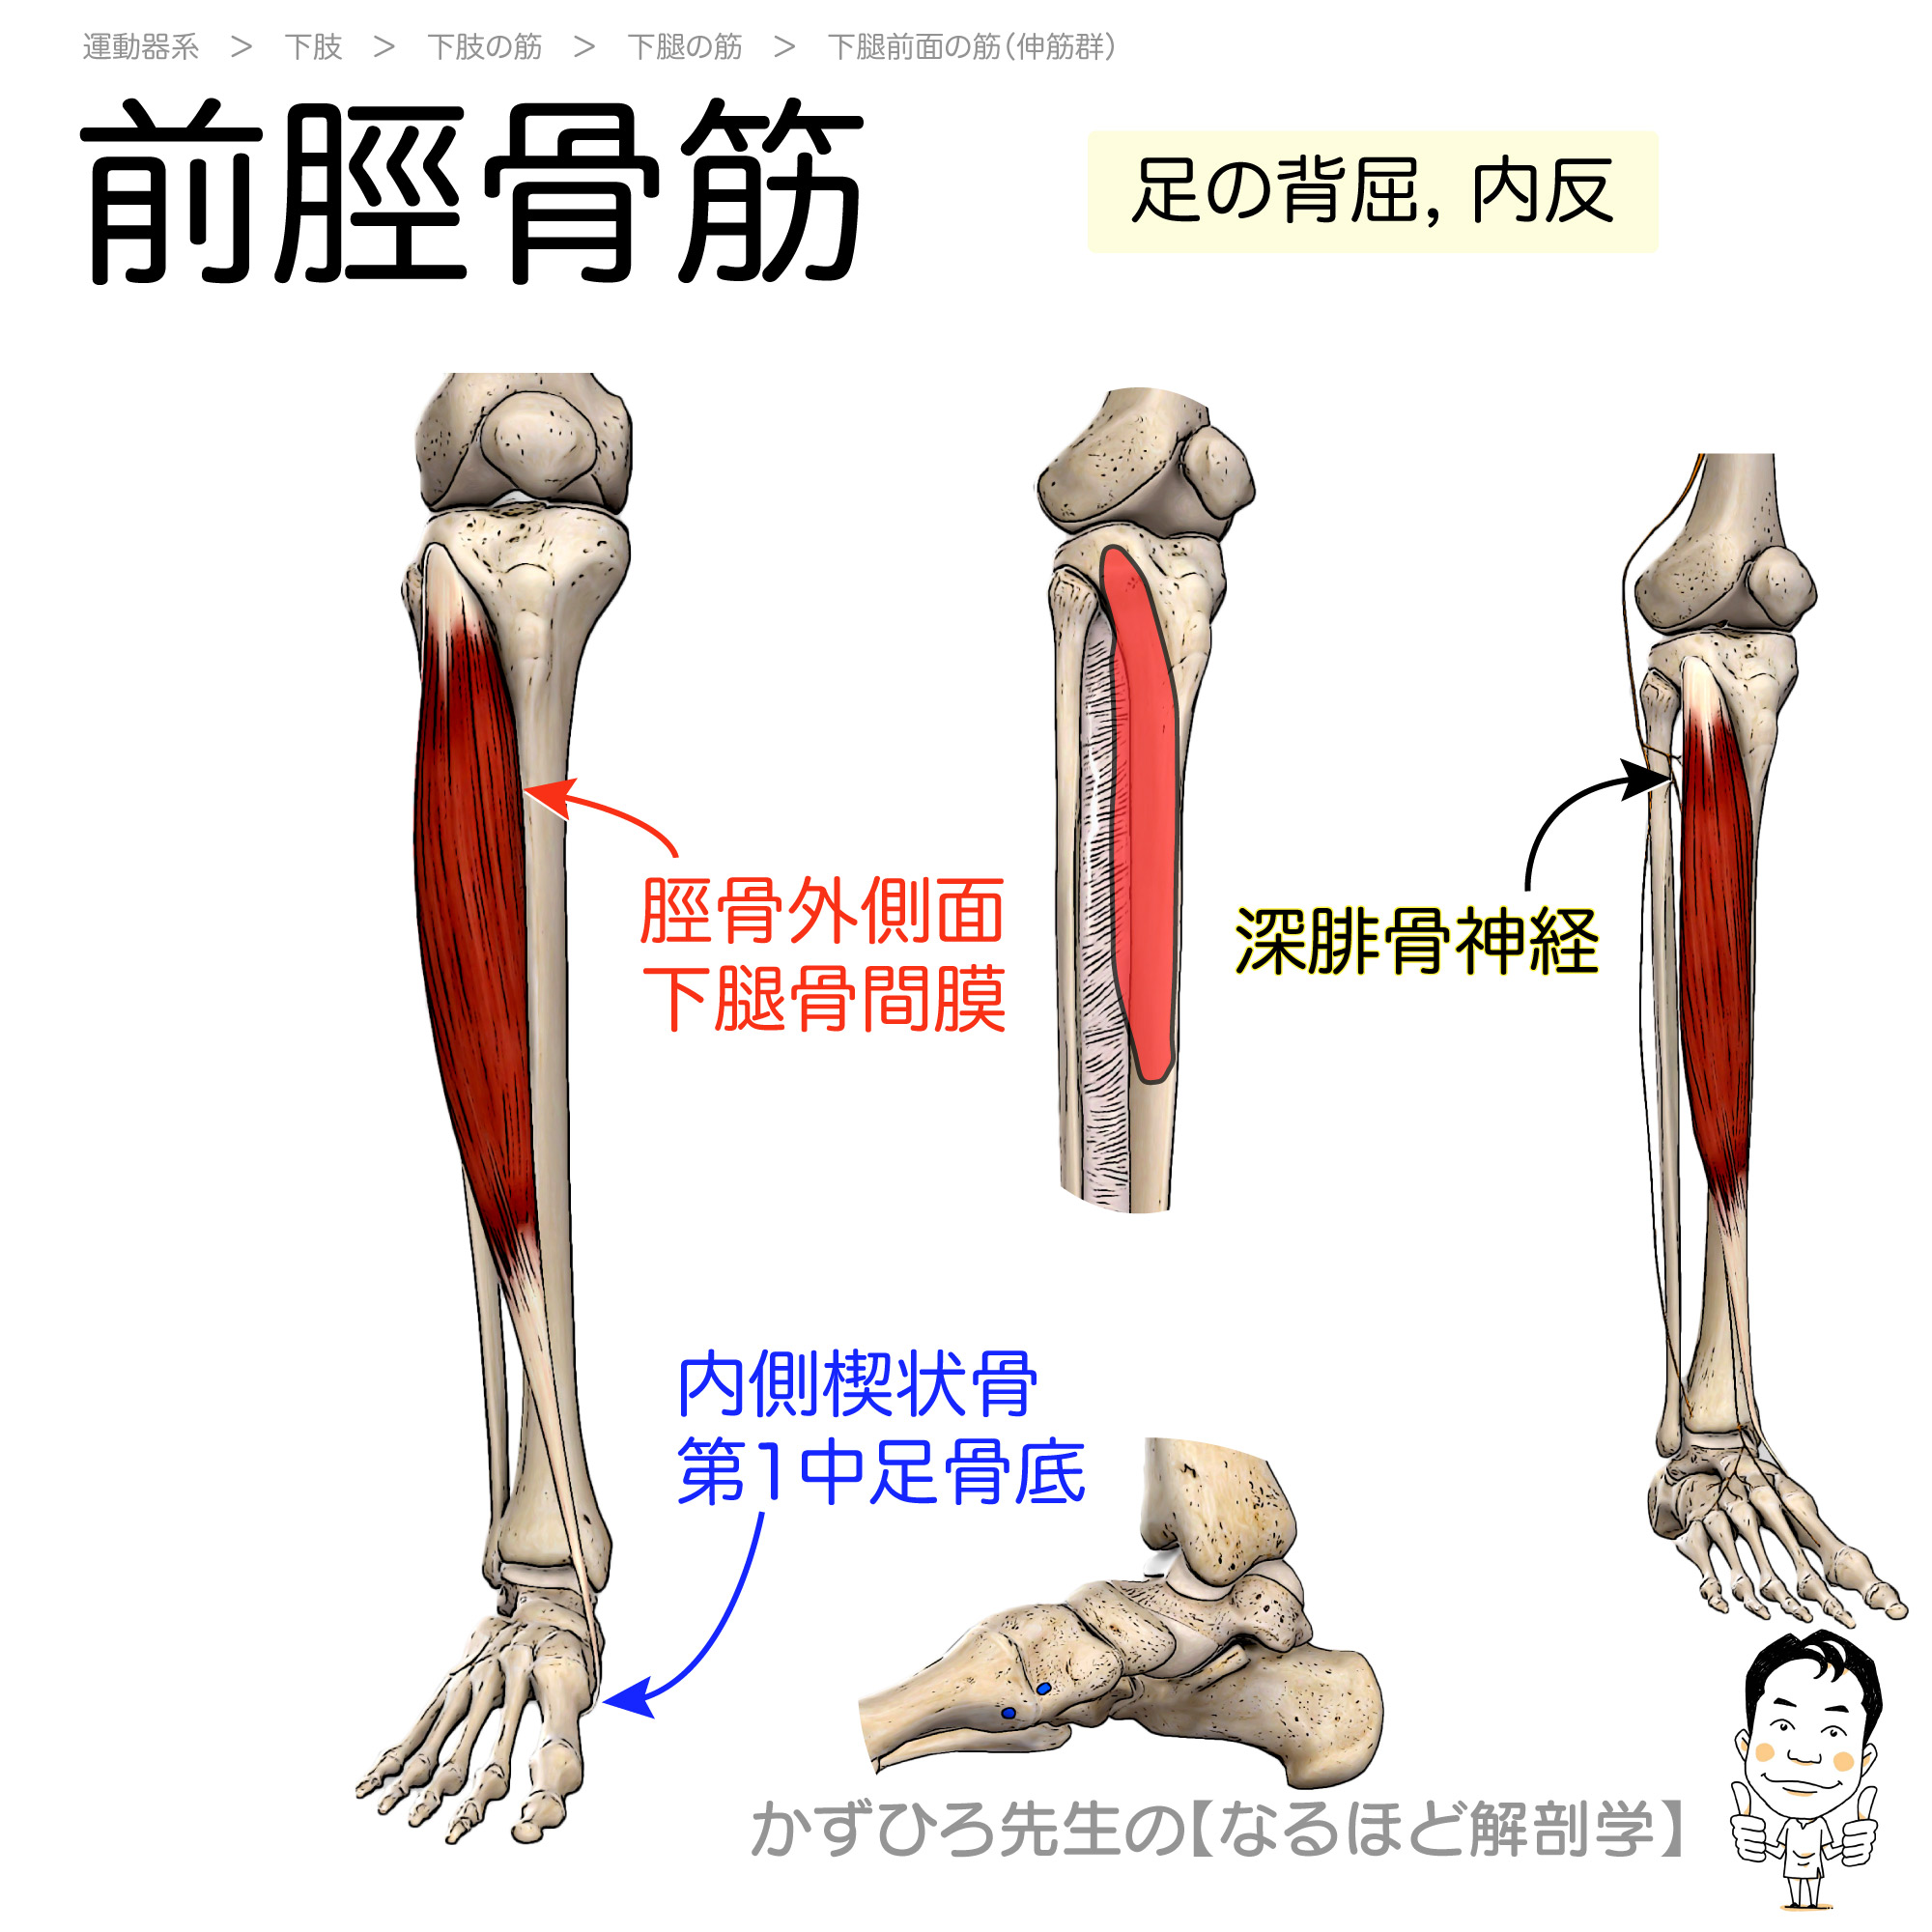 運動器系 > 下肢 > 下肢の筋 > 下腿の筋 > 下腿前面の筋（伸筋群）
前脛骨筋
足の背屈, 内反
脛骨外側面
下腿骨間膜
深腓骨神経
内側楔状骨
第1中足骨底
かずひろ先生の【なるほど解剖学】